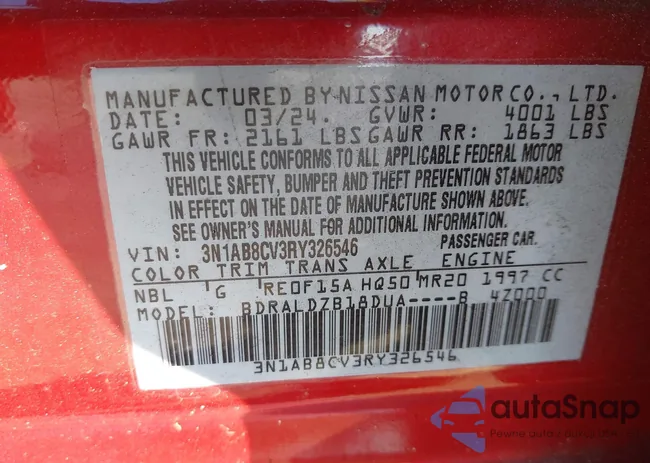 MANUFACTURED BY NISSAN MOTOR CO., LTD.
DATE: 03/24. GVWR: 4001 LBS
GAWR FR: 2161 LBS GAWR RR: 1863 LBS
THIS VEHICLE CONFORMS TO ALL APPLICABLE FEDERAL MOTOR
VEHICLE SAFETY, BUMPER AND THEFT PREVENTION STANDARDS
IN EFFECT ON THE DATE OF MANUFACTURE SHOWN ABOVE.
SEE OWNER'S MANUAL FOR ADDITIONAL INFORMATION.
VIN: 3N1AB8CV3RY326546 PASSENGER CAR.
COLOR TRIM TRANS AXLE ENGINE
NBL G RE0F15A HQ50 MR20 1997 CC
MODEL: BDRALDZB18DUA----B 4Z000
3N1AB8CV3RY326546
autaSnap
Pewne auta z